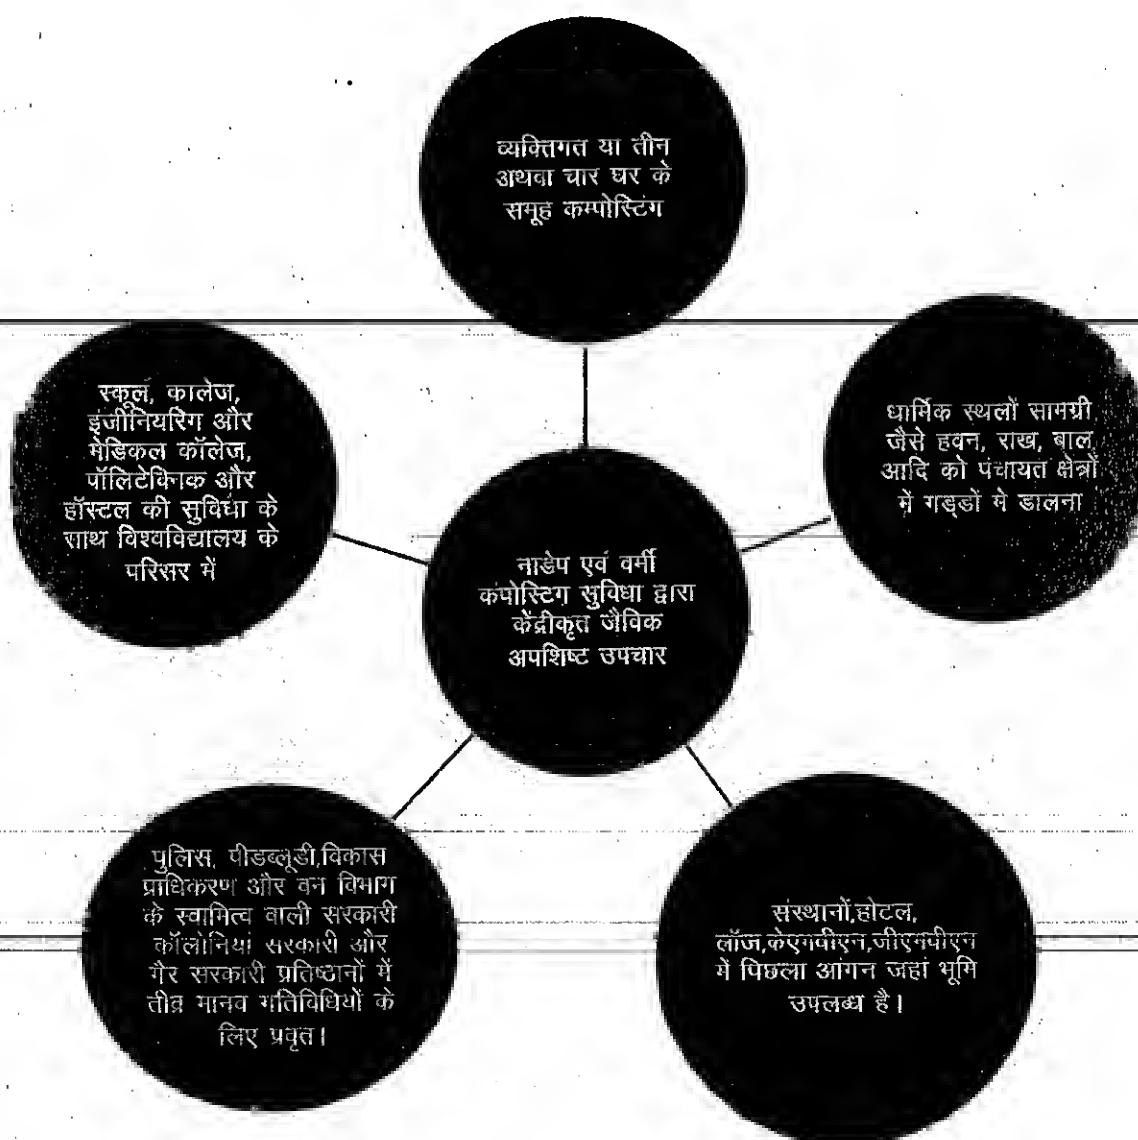 व्यक्तिगत या तीन
अथवा चार घर के
समूह कम्पोस्टिंग
स्कूल, कालेज,
इंजीनियरिंग और
मेडिकल कॉलेज,
पॉलिटेक्निक और
हॉस्टल की सुविधा के
साथ विश्वविद्यालय के
परिसर में
धार्मिक स्थलों सामग्री
जैसे हवन, राख, बाल
आदि को पंचायत क्षेत्रों
में गड्डों मे डालना
नाडेप एवं वर्मी
कंपोस्टिग सुविधा द्वारा
केंद्रीकृत जैविक
अपशिष्ट उपचार
पुलिस, पीडब्लूडी,विकास
प्राधिकरण और वन विभाग
के स्वामित्व वाली सरकारी
कॉलोनियां सरकारी और
गैर सरकारी प्रतिष्ठानों में
तीव्र मानव गतिविधियों के
लिए प्रवृत।
संस्थानों,होटल,
लॉज,केएमवीएन,जीएमवीएन
में पिछला आंगन जहां भूमि
उपलब्ध है।